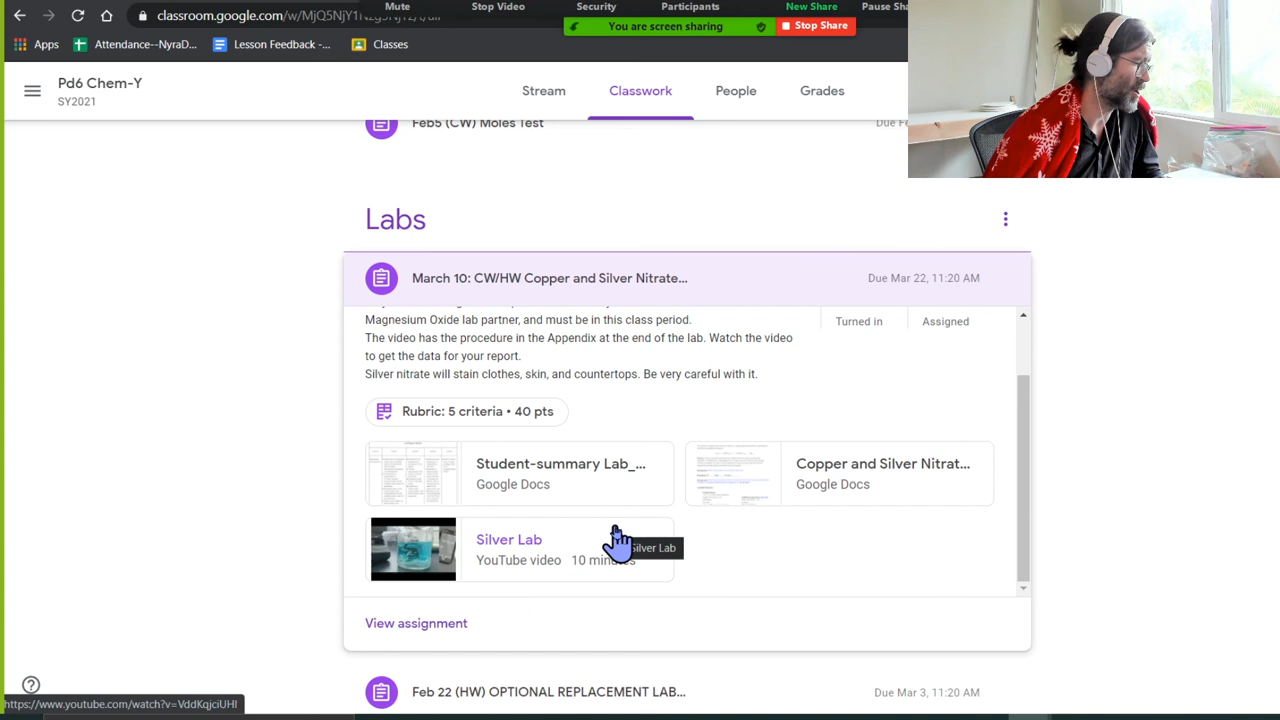 Mute Stop Video Security Participants New Share Pause Sha
classroom.google.com/w/MjQ5NjY1
You are screen sharing Stop Share
Apps Attendance--NyraD... Lesson Feedback -... Classes
Pd6 Chem-Y
SY2021
Stream Classwork People Grades
Feb5 (CW) Moles Test Due Fe
Labs
March 10: CW/HW Copper and Silver Nitrate... Due Mar 22, 11:20 AM
Magnesium Oxide lab partner, and must be in this class period. Turned in Assigned
The video has the procedure in the Appendix at the end of the lab. Watch the video
to get the data for your report.
Silver nitrate will stain clothes, skin, and countertops. Be very careful with it.
Rubric: 5 criteria • 40 pts
Student-summary Lab_...
Google Docs
Copper and Silver Nitrat...
Google Docs
Silver Lab
YouTube video 10 minutes
Silver Lab
View assignment
Feb 22 (HW) OPTIONAL REPLACEMENT LAB... Due Mar 3, 11:20 AM
https://www.youtube.com/watch?v=VddKqjciUHI